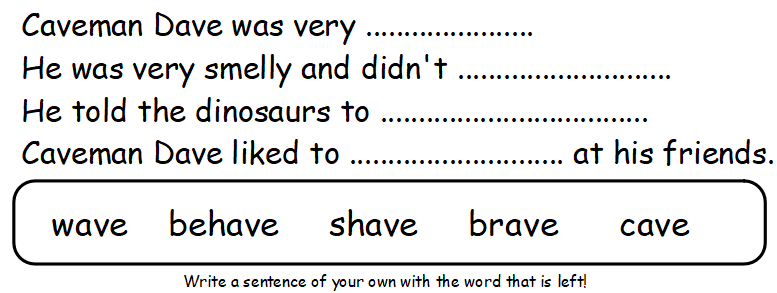 Caveman Dave was very ......................
He was very smelly and didn't ............................
He told the dinosaurs to ...................................
Caveman Dave liked to ............................ at his friends.
wave behave shave brave cave
Write a sentence of your own with the word that is left!